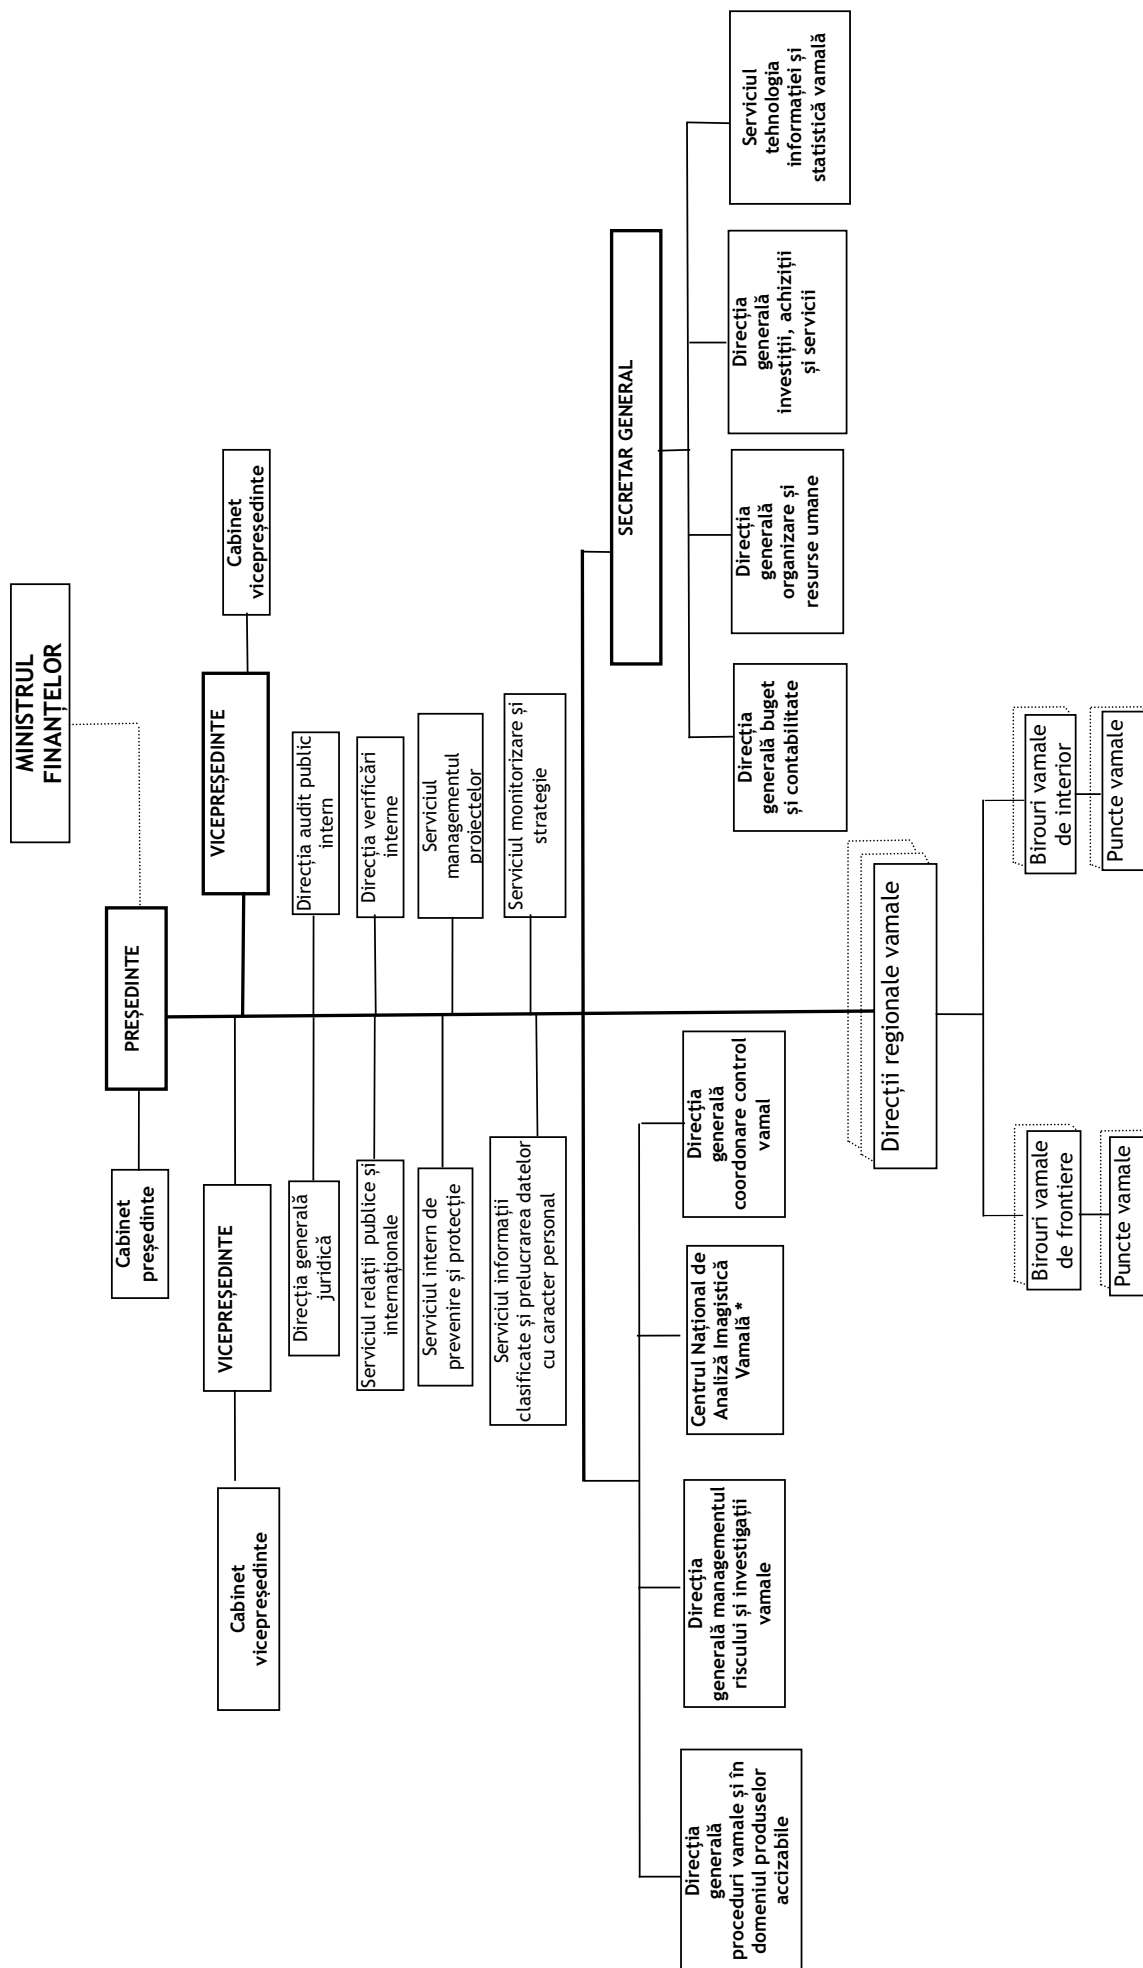 MINISTRUL
FINANȚELOR
PREȘEDINTE
Cabinet
președinte
VICEPREȘEDINTE
Cabinet
vicepreședinte
VICEPREȘEDINTE
Cabinet
vicepreședinte
Direcția generală
juridică
Direcția audit public
intern
Serviciul relații publice și
internaționale
Direcția verificări
interne
Serviciul intern de
prevenire și protecție
Serviciul
managementul
proiectelor
Serviciul informații
clasificate și prelucrarea datelor
cu caracter personal
Serviciul monitorizare și
strategie
SECRETAR GENERAL
Direcția
generală
proceduri vamale și în
domeniul produselor
accizabile
Direcția
generală managementul
riscului și investigații
vamale
Centrul Național de
Analiză Imagistică
Vamală *
Direcția
generală
coordonare control
vamal
Direcția
generală buget
și contabilitate
Direcția
generală
organizare și
resurse umane
Direcția
generală
investiții, achiziții
și servicii
Serviciul
tehnologia
informației și
statistică vamală
Direcții regionale vamale
Birouri vamale
de frontiere
Puncte vamale
Birouri vamale
de interior
Puncte vamale